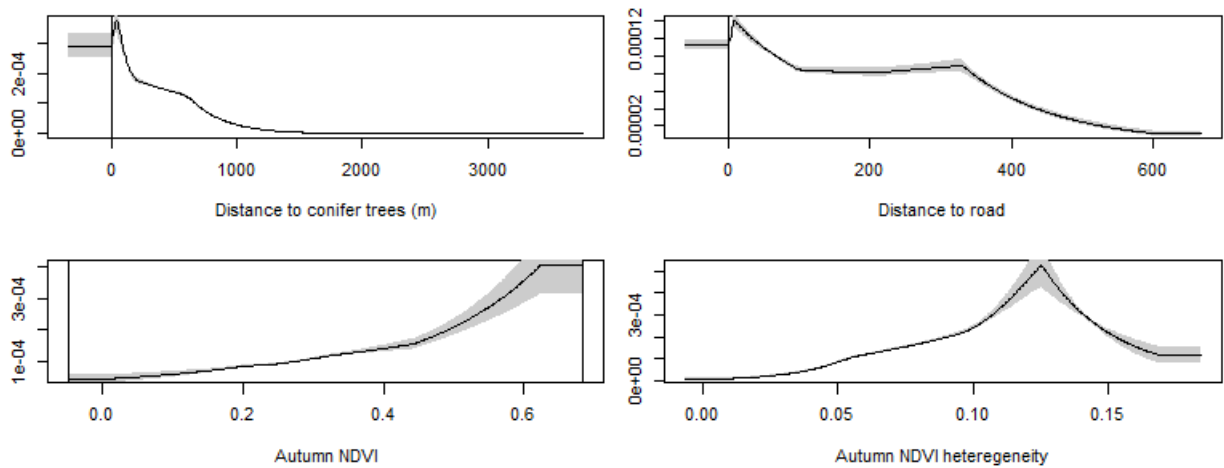 0e+00 2e-04
0 1000 2000 3000
Distance to conifer trees (m)
0.00002 0.00012
0 200 400 600
Distance to road
1e-04 3e-04
0.0 0.2 0.4 0.6
Autumn NDVI
0e+00 3e-04
0.00 0.05 0.10 0.15
Autumn NDVI heteregeneity